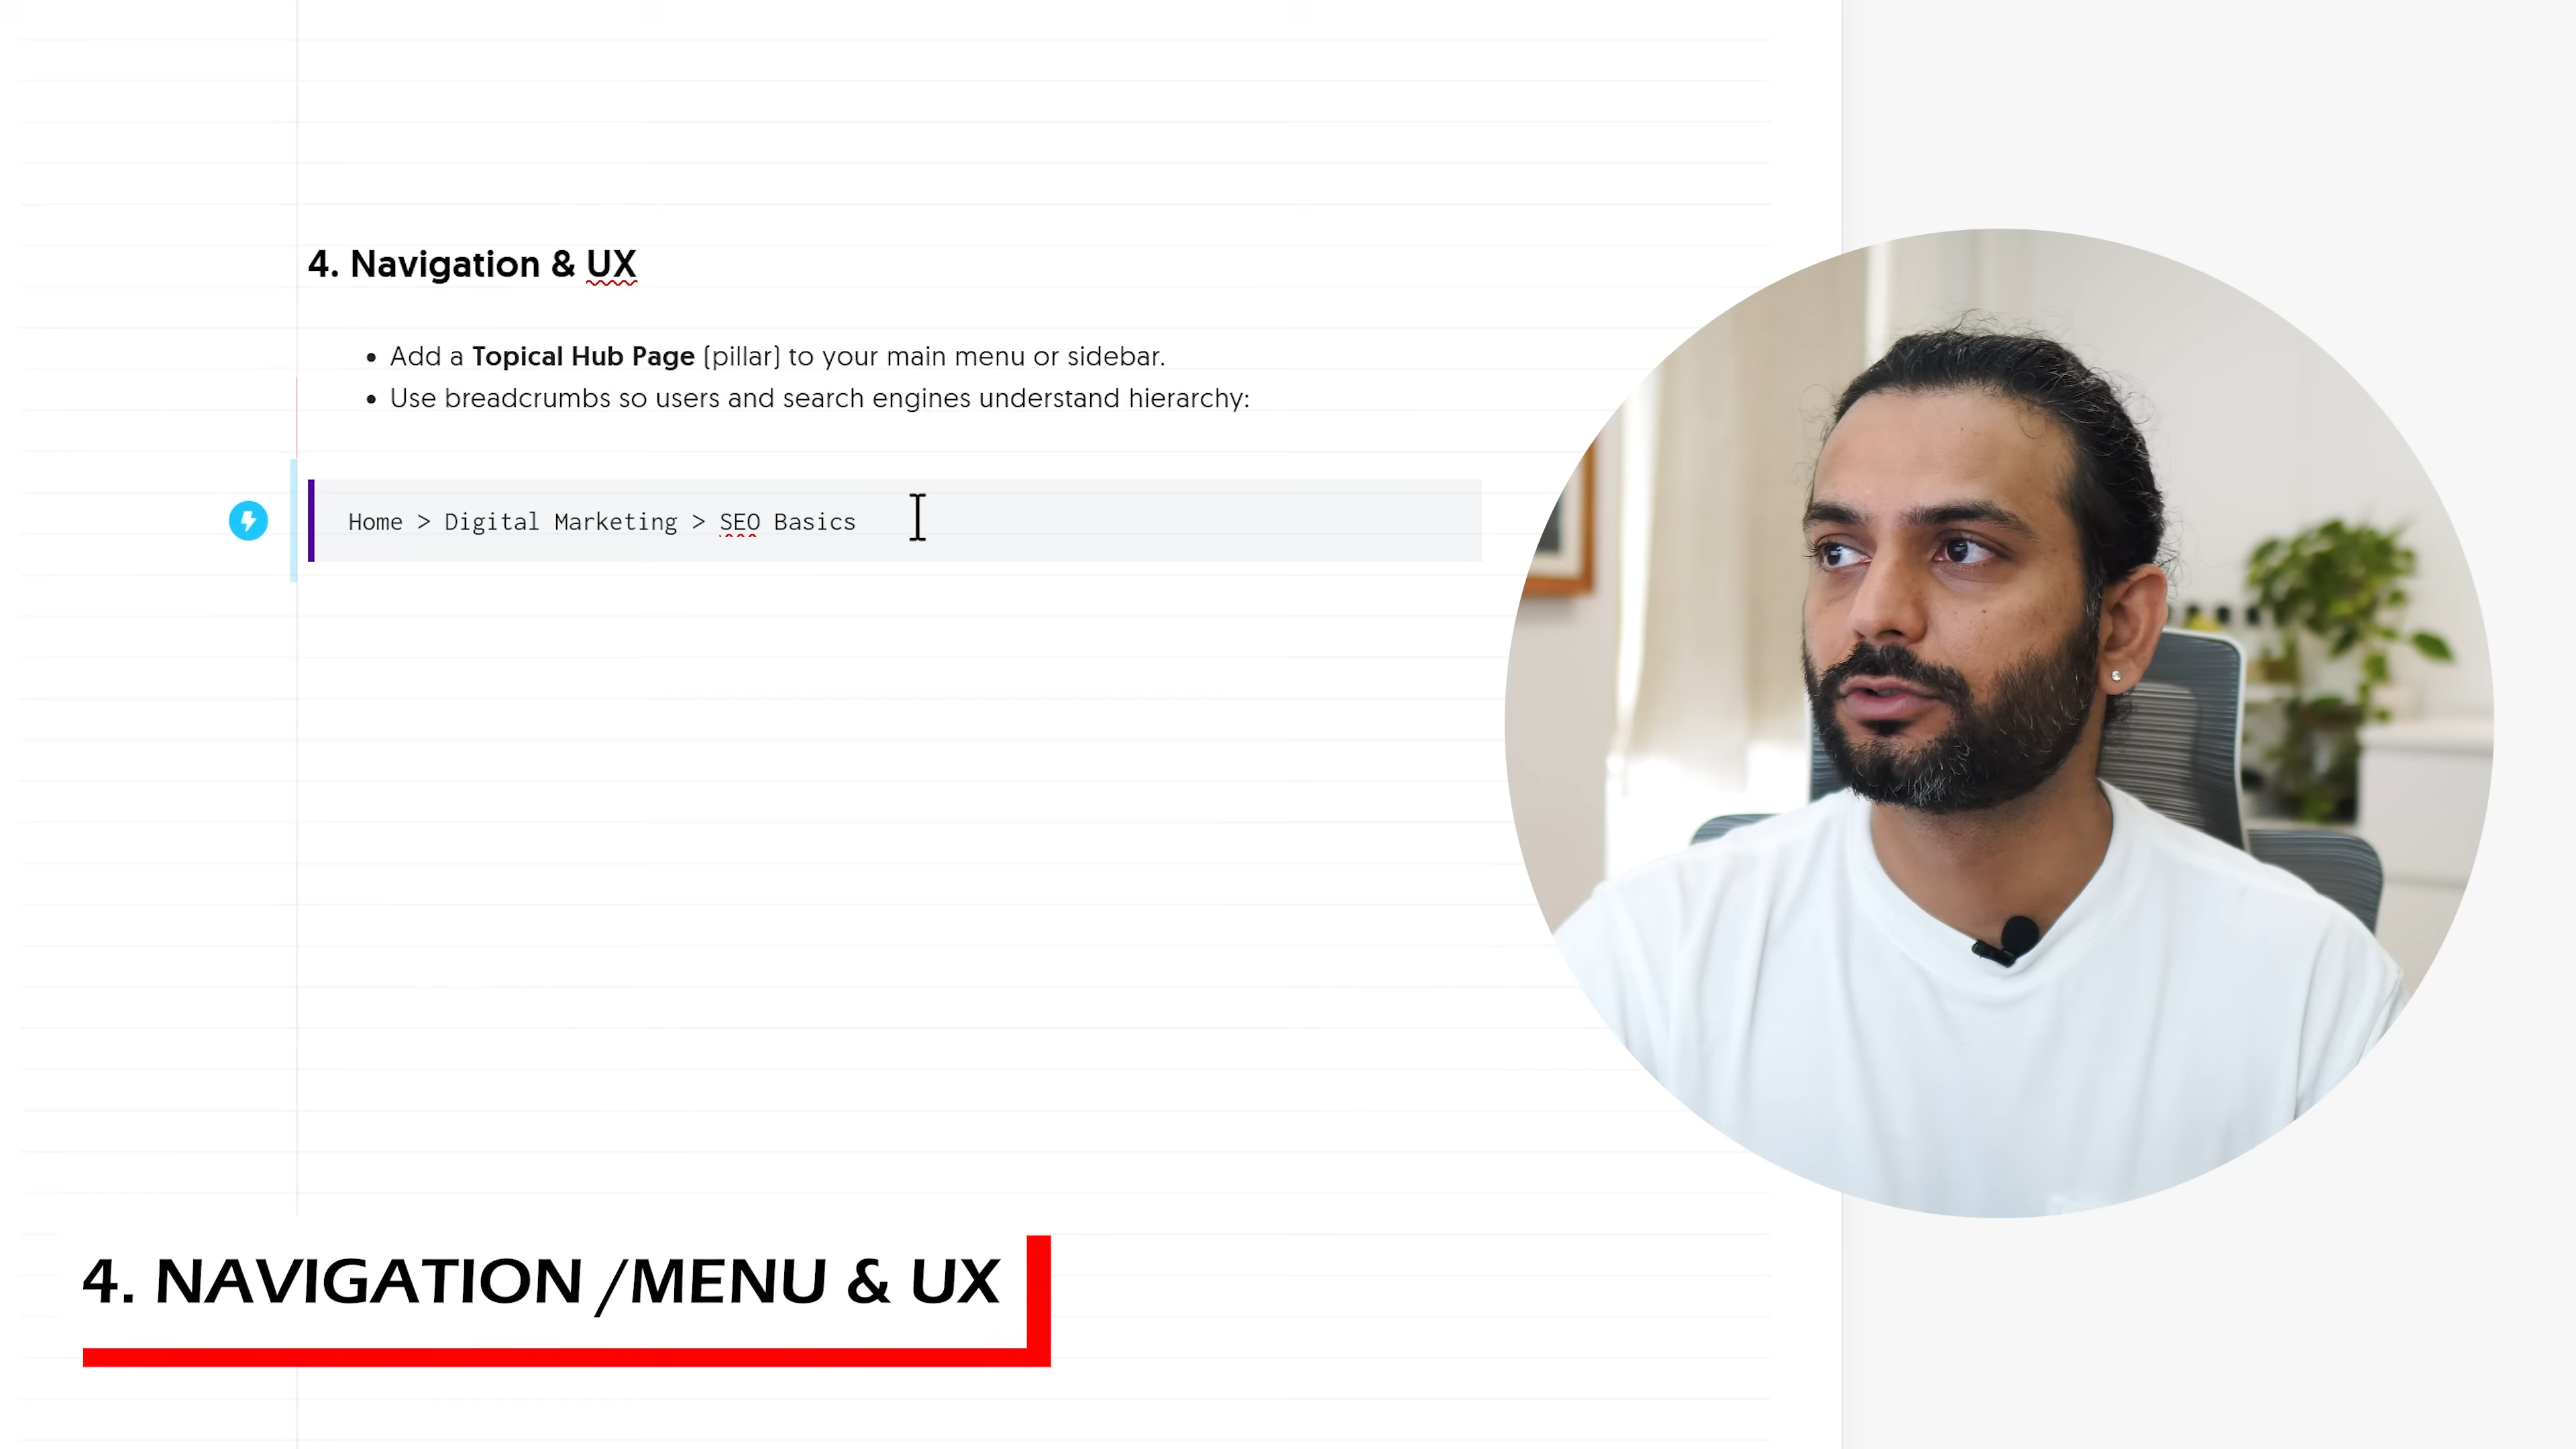 4. Navigation & UX
• Add a Topical Hub Page (pillar) to your main menu or sidebar.
• Use breadcrumbs so users and search engines understand hierarchy:
Home > Digital Marketing > SEO Basics
4. NAVIGATION /MENU & UX